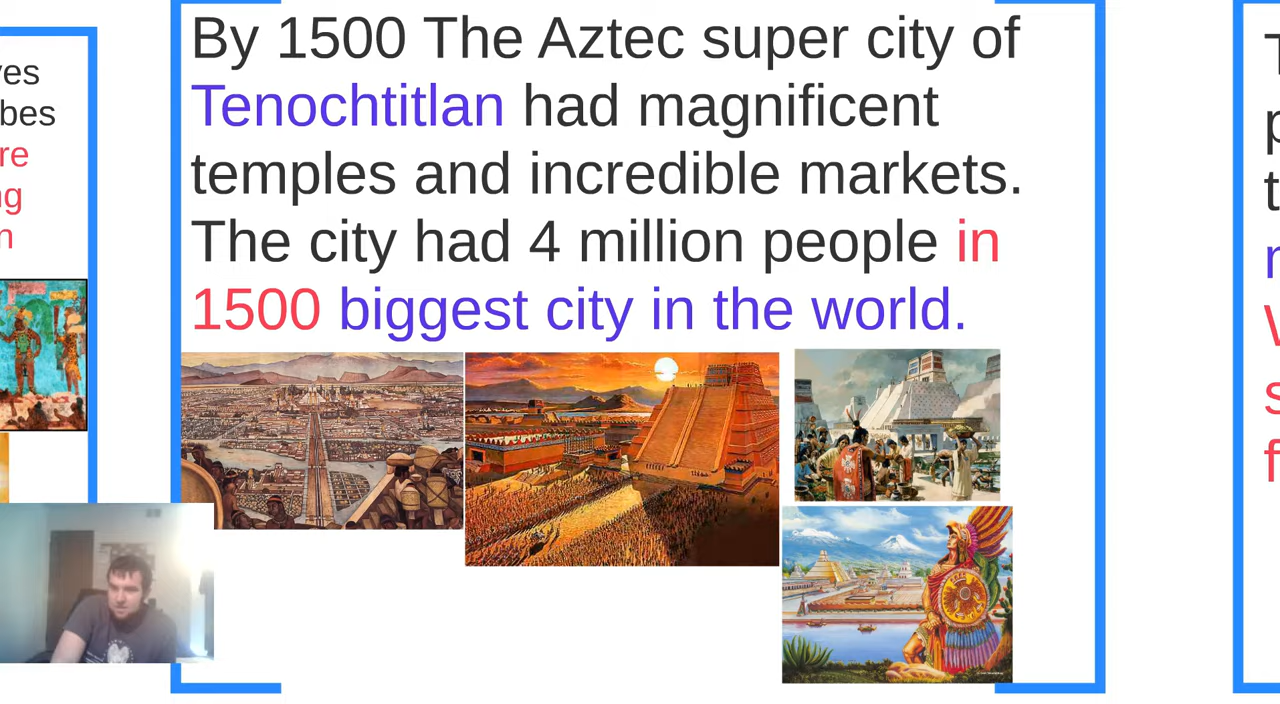 By 1500 The Aztec super city of
Tenochtitlan had magnificent
temples and incredible markets.
The city had 4 million people in
1500 biggest city in the world.